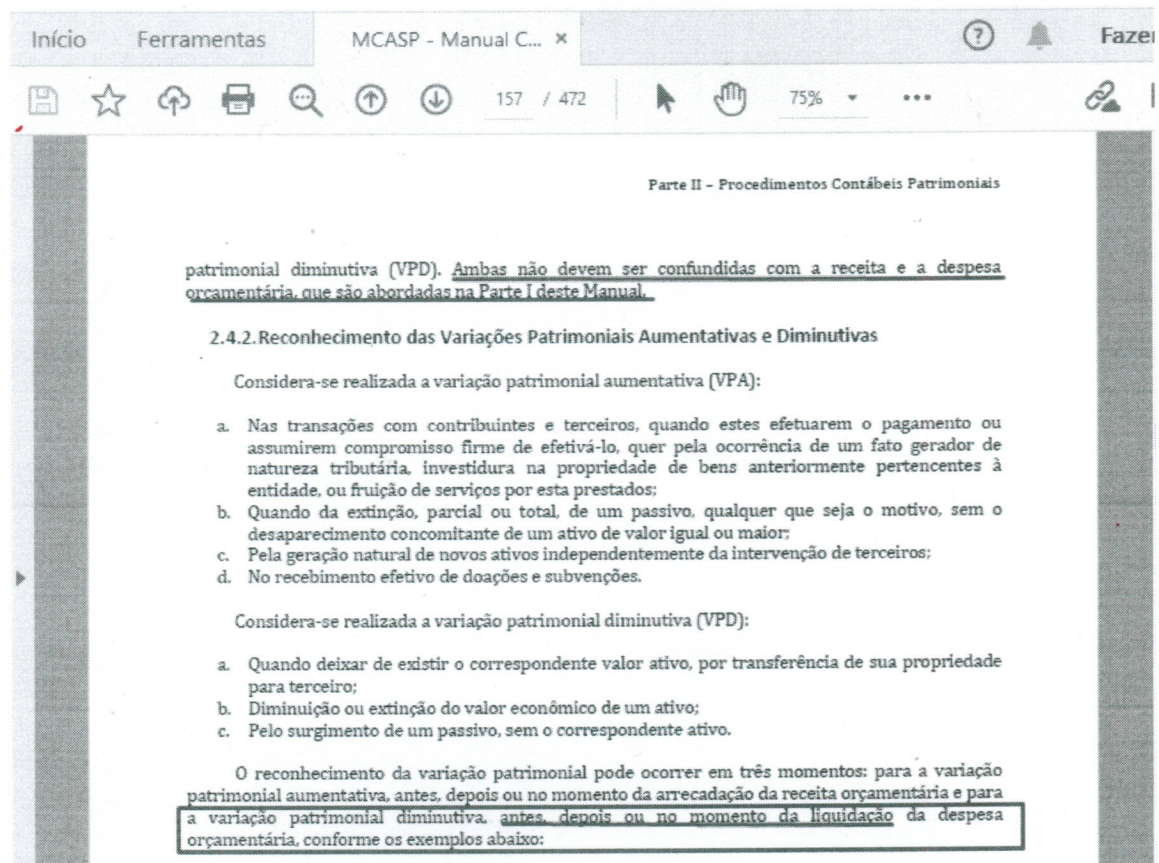 Início Ferramentas MCASP - Manual C... × ? Fazer
157 / 472 75% ...
Parte II – Procedimentos Contábeis Patrimoniais
patrimonial diminutiva (VPD). Ambas não devem ser confundidas com a receita e a despesa
orçamentária, que são abordadas na Parte I deste Manual.
2.4.2.Reconhecimento das Variações Patrimoniais Aumentativas e Diminutivas
Considera-se realizada a variação patrimonial aumentativa (VPA):
a. Nas transações com contribuintes e terceiros, quando estes efetuarem o pagamento ou
assumirem compromisso firme de efetivá-lo, quer pela ocorrência de um fato gerador de
natureza tributária, investidura na propriedade de bens anteriormente pertencentes à
entidade, ou fruição de serviços por esta prestados;
b. Quando da extinção, parcial ou total, de um passivo, qualquer que seja o motivo, sem o
desaparecimento concomitante de um ativo de valor igual ou maior;
c. Pela geração natural de novos ativos independentemente da intervenção de terceiros;
d. No recebimento efetivo de doações e subvenções.
Considera-se realizada a variação patrimonial diminutiva (VPD):
a. Quando deixar de existir o correspondente valor ativo, por transferência de sua propriedade
para terceiro;
b. Diminuição ou extinção do valor econômico de um ativo;
c. Pelo surgimento de um passivo, sem o correspondente ativo.
O reconhecimento da variação patrimonial pode ocorrer em três momentos: para a variação
patrimonial aumentativa, antes, depois ou no momento da arrecadação da receita orçamentária e para
a variação patrimonial diminutiva, antes, depois ou no momento da liquidação da despesa
orçamentária, conforme os exemplos abaixo: